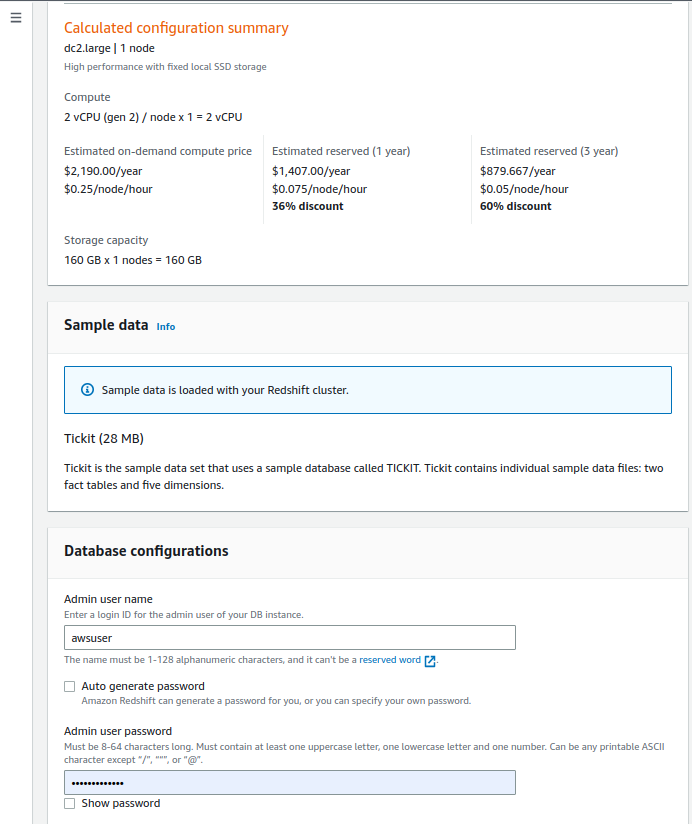 Calculated configuration summary
dc2.large | 1 node
High performance with fixed local SSD storage
Compute
2 vCPU (gen 2) / node x 1 = 2 vCPU
Estimated on-demand compute price
$2,190.00/year
$0.25/node/hour
Estimated reserved (1 year)
$1,407.00/year
$0.075/node/hour
36% discount
Estimated reserved (3 year)
$879.667/year
$0.05/node/hour
60% discount
Storage capacity
160 GB x 1 nodes = 160 GB
Sample data Info
Sample data is loaded with your Redshift cluster.
Tickit (28 MB)
Tickit is the sample data set that uses a sample database called TICKIT. Tickit contains individual sample data files: two
fact tables and five dimensions.
Database configurations
Admin user name
Enter a login ID for the admin user of your DB instance.
awsuser
The name must be 1-128 alphanumeric characters, and it can't be a reserved word.
Auto generate password
Amazon Redshift can generate a password for you, or you can specify your own password.
Admin user password
Must be 8-64 characters long. Must contain at least one uppercase letter, one lowercase letter and one number. Can be any printable ASCII
character except "/", """, or "@".
•••••••••••••
Show password